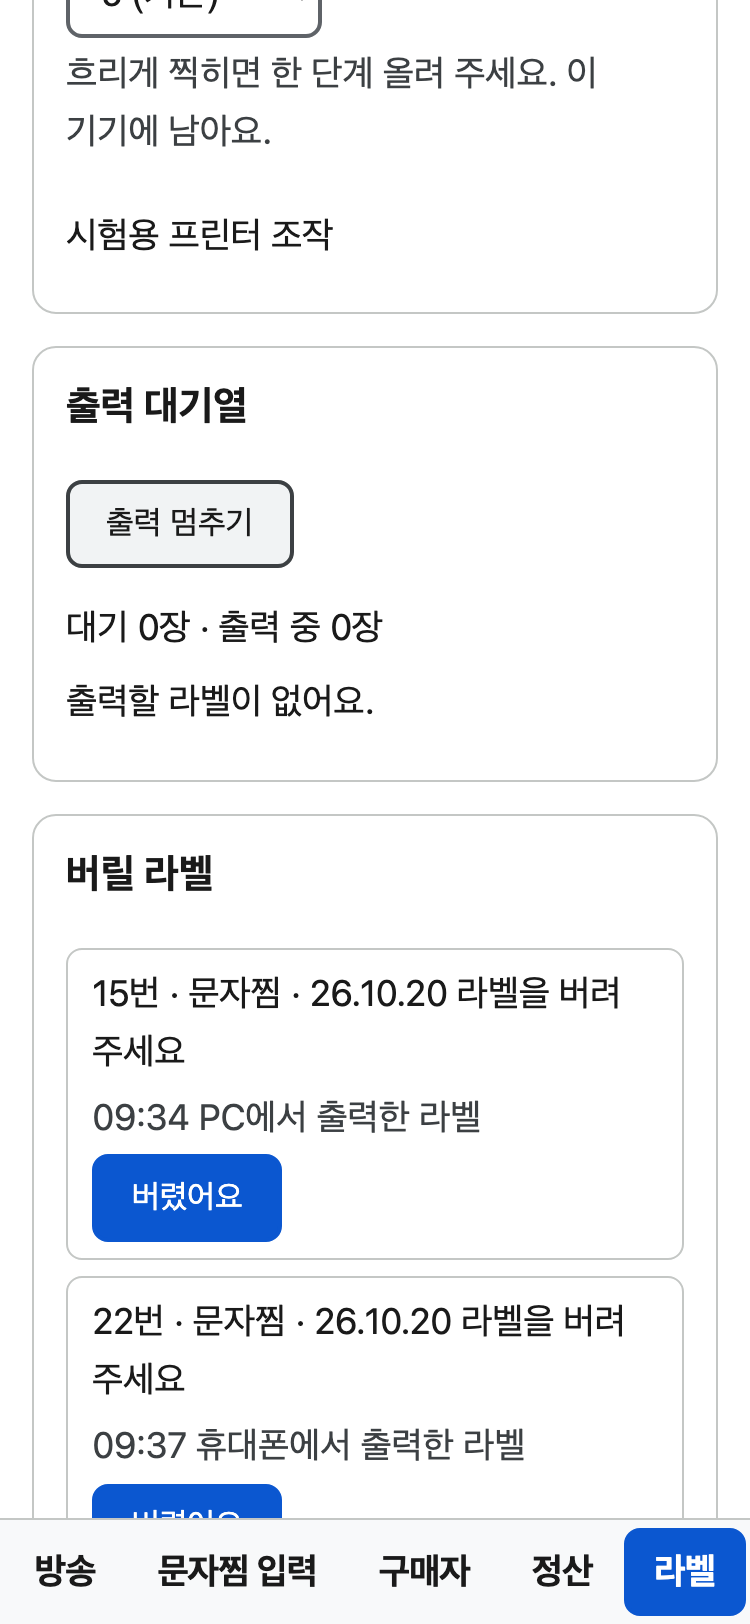 흐리게 찍히면 한 단계 올려 주세요. 이
기기에 남아요.
시험용 프린터 조작
출력 대기열
출력 멈추기
대기 0장 · 출력 중 0장
출력할 라벨이 없어요.
버릴 라벨
15번 · 문자찜 · 26.10.20 라벨을 버려
주세요
09:34 PC에서 출력한 라벨
버렸어요
22번 · 문자찜 · 26.10.20 라벨을 버려
주세요
09:37 휴대폰에서 출력한 라벨
방송 문자찜 입력 구매자 정산 라벨